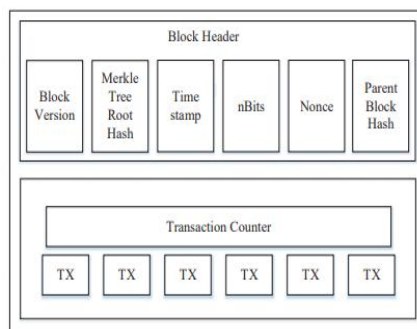 Block Header
Block
Version
Merkle
Tree
Root
Hash
Time
stamp
nBits
Nonce
Parent
Block
Hash
Transaction Counter
TX TX TX TX TX TX